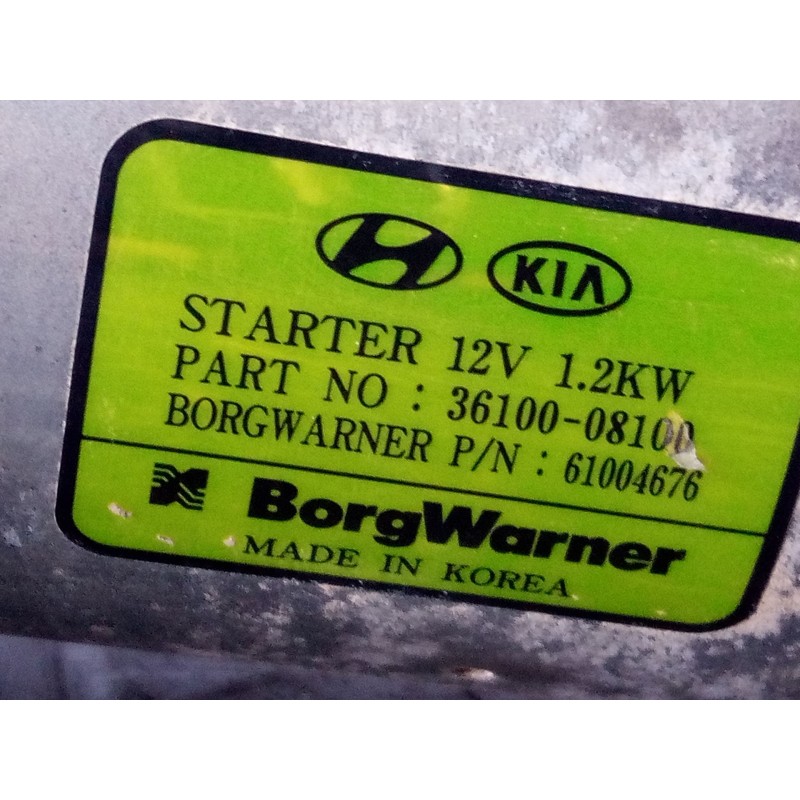 KIA
STARTER 12V 1.2KW
PART NO : 36100-08100
BORGWARNER P/N : 61004676
BorgWarner
MADE IN KOREA